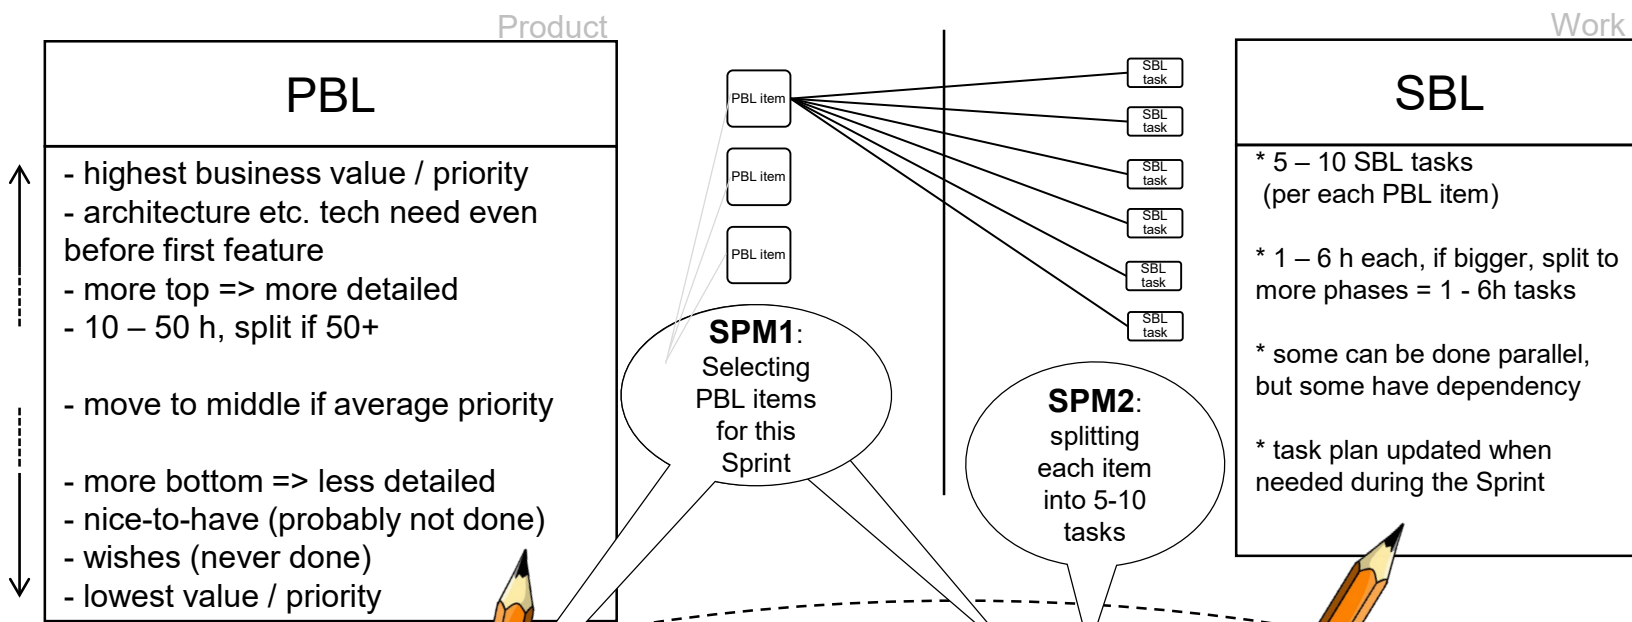 Product
PBL
- highest business value / priority
- architecture etc. tech need even
before first feature
- more top => more detailed
- 10 – 50 h, split if 50+
- move to middle if average priority
- more bottom => less detailed
- nice-to-have (probably not done)
- wishes (never done)
- lowest value / priority
PBL item
PBL item
PBL item
SPM1:
Selecting
PBL items
for this
Sprint
SBL
task
SBL
task
SBL
task
SBL
task
SBL
task
SBL
task
SPM2:
splitting
each item
into 5-10
tasks
Work
SBL
* 5 – 10 SBL tasks
(per each PBL item)
* 1 – 6 h each, if bigger, split to
more phases = 1 - 6h tasks
* some can be done parallel,
but some have dependency
* task plan updated when
needed during the Sprint